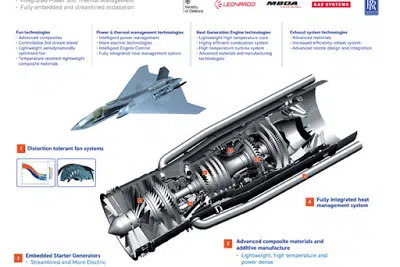 Integrated Power and Thermal Management
Fully embedded and streamlined installation
Ministry
of Defence
LEONARDO
MBDA
BAE SYSTEMS
Fan technologies
Advanced composites
Controllable 3rd stream blend
Lightweight aerodynamically
optimised fan
Temperature resistant lightweight
composite materials
Power & thermal management technologies
Intelligent power management
More electric technologies
Intelligent Engine Control
Fully integrated heat management system
Next Generation Engine technologies
Lightweight high temperature core
Highly efficient combustion system
High temperature turbine system
Advanced materials and manufacturing
technologies
Exhaust system technologies
Advanced materials
Increased efficiency reheat system
Advanced nozzle design and integration
1 Distortion tolerant fan systems
4 Fully integrated heat
management system
2 Embedded Starter Generators
Streamlined and More Electric
3 Advanced composite materials and
additive manufacture
Lightweight, high temperature and
power dense